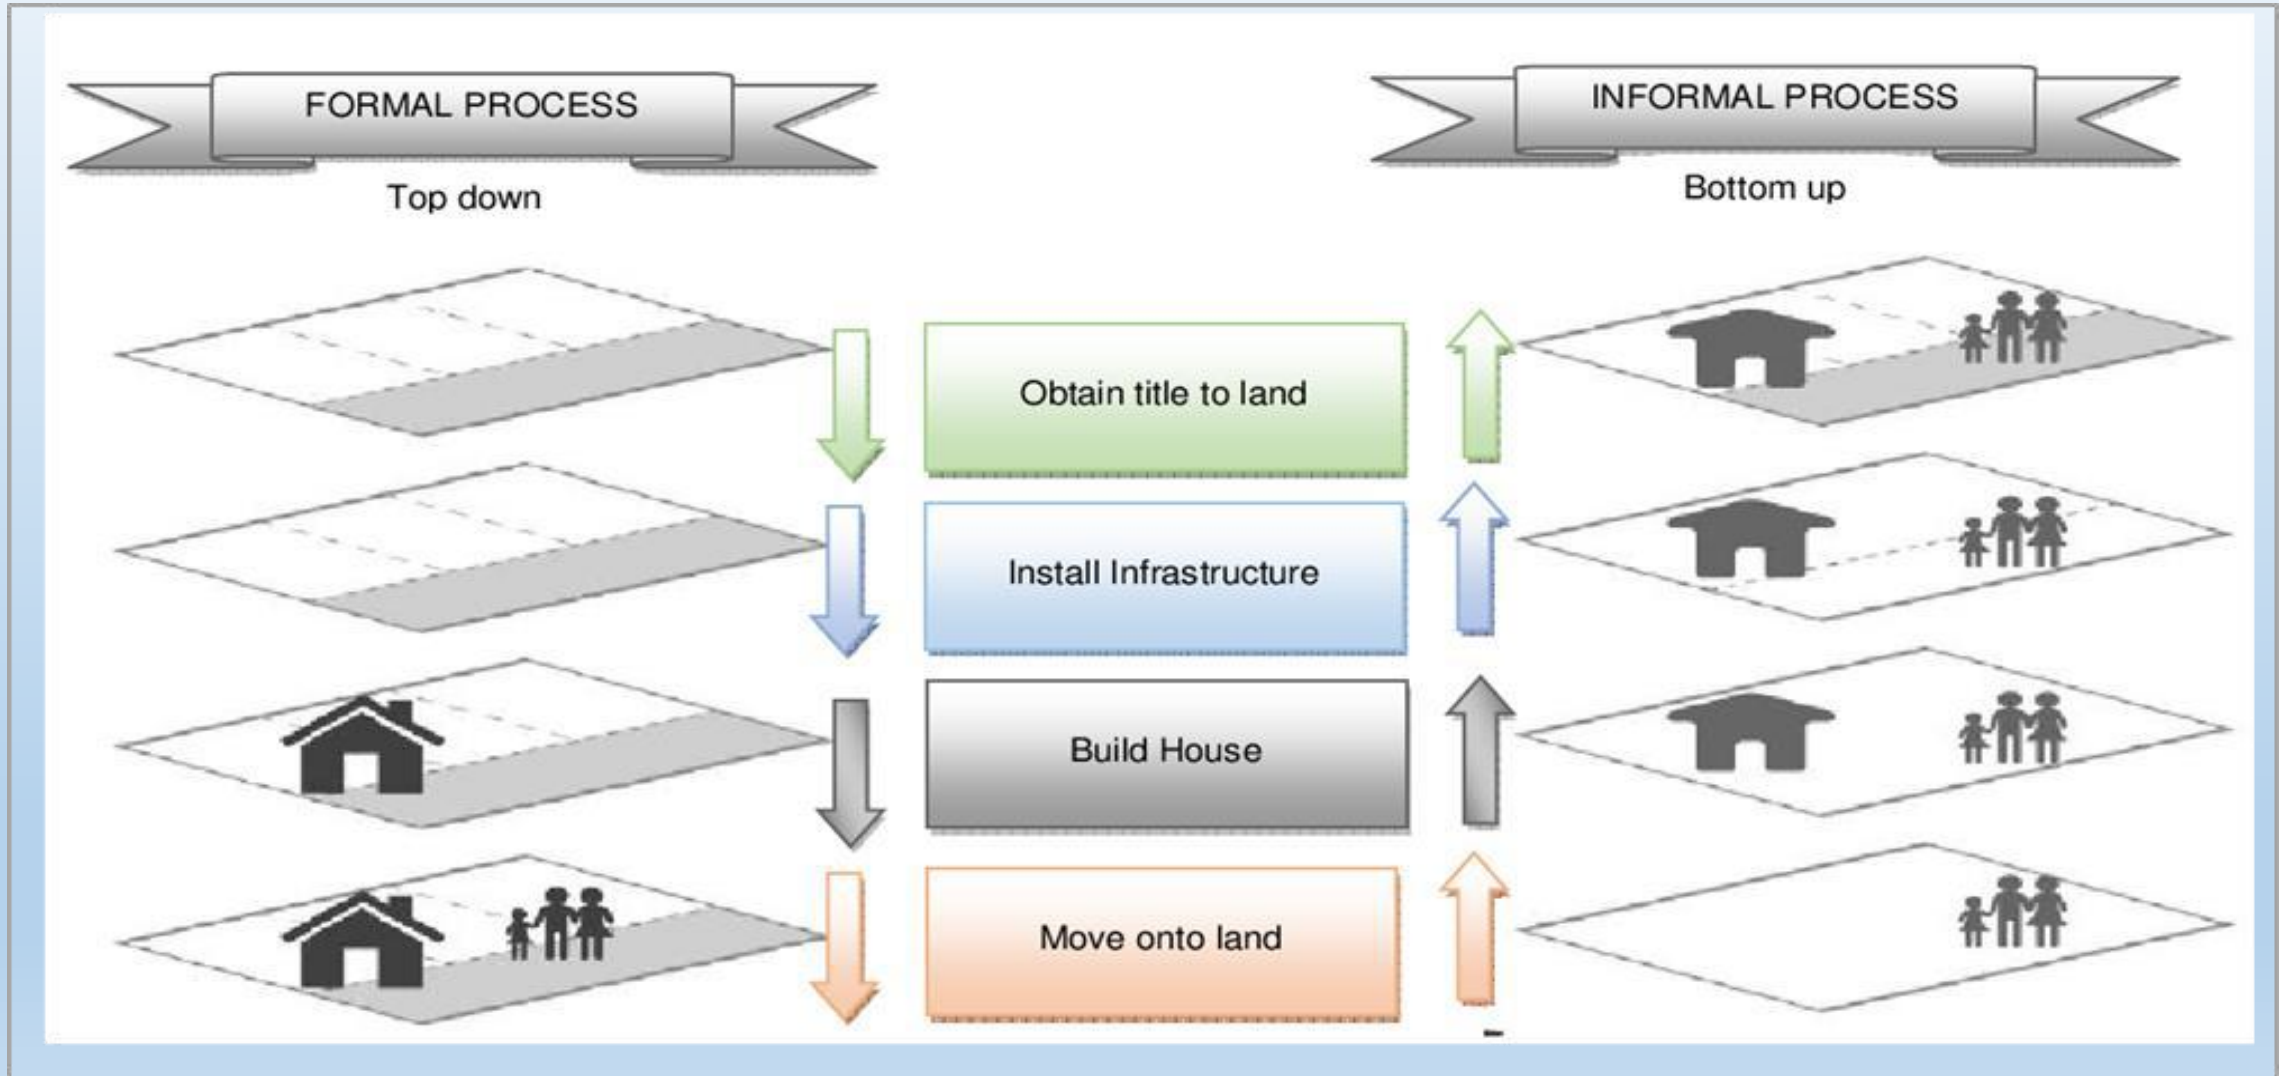 FORMAL PROCESS
Top down
INFORMAL PROCESS
Bottom up
Obtain title to land
Install Infrastructure
Build House
Move onto land